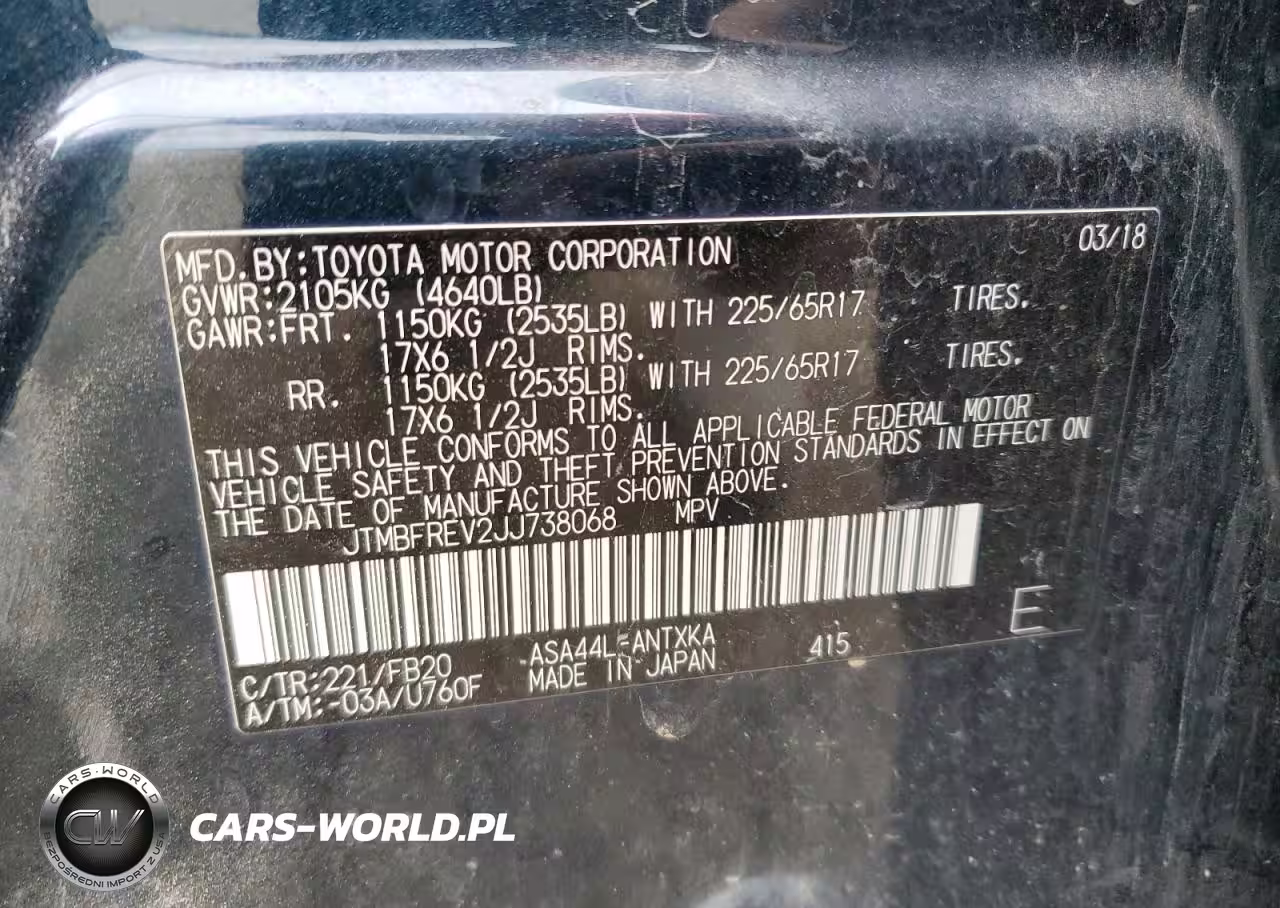 03/18
MFD.BY:TOYOTA MOTOR CORPORATION
GVWR:2105KG (4640LB)
GAWR:FRT. 1150KG (2535LB) WITH 225/65R17 TIRES.
17X6 1/2J RIMS.
RR. 1150KG (2535LB) WITH 225/65R17 TIRES.
17X6 1/2J RIMS.
THIS VEHICLE CONFORMS TO ALL APPLICABLE FEDERAL MOTOR
VEHICLE SAFETY AND THEFT PREVENTION STANDARDS IN EFFECT ON
THE DATE OF MANUFACTURE SHOWN ABOVE.
JTMBFREV2JJ738068 MPV
C/TR:221/FB20 ASA44L-ANTXKA 415 E
A/TM:-03A/U760F MADE IN JAPAN
CARS-WORLD
CW
BEZPOŚREDNI IMPORT Z USA
CARS-WORLD.PL